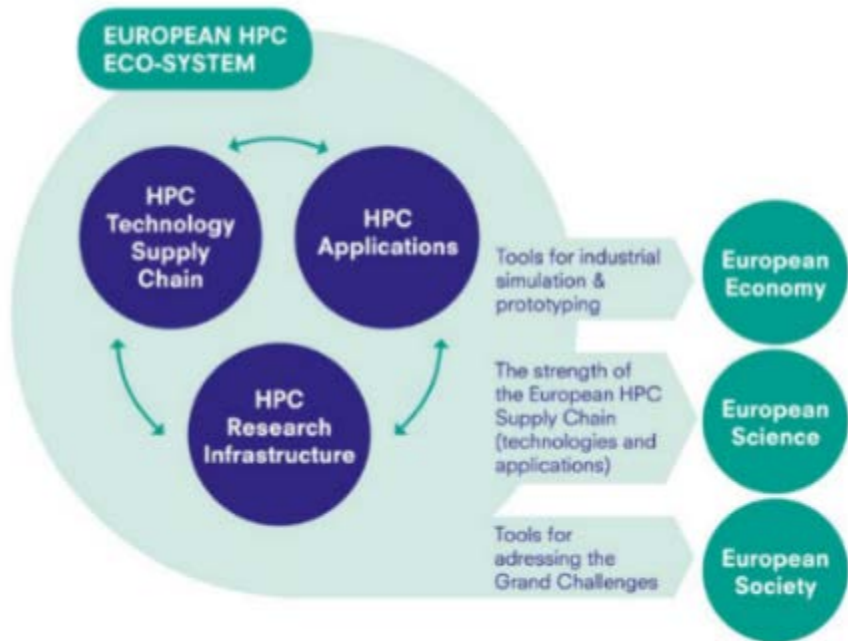 EUROPEAN HPC
ECO-SYSTEM
HPC
Technology
Supply
Chain
HPC
Applications
HPC
Research
Infrastructure
Tools for industrial
simulation &
prototyping
European
Economy
The strength of
the European HPC
Supply Chain
(technologies and
applications)
European
Science
Tools for
adressing the
Grand Challenges
European
Society